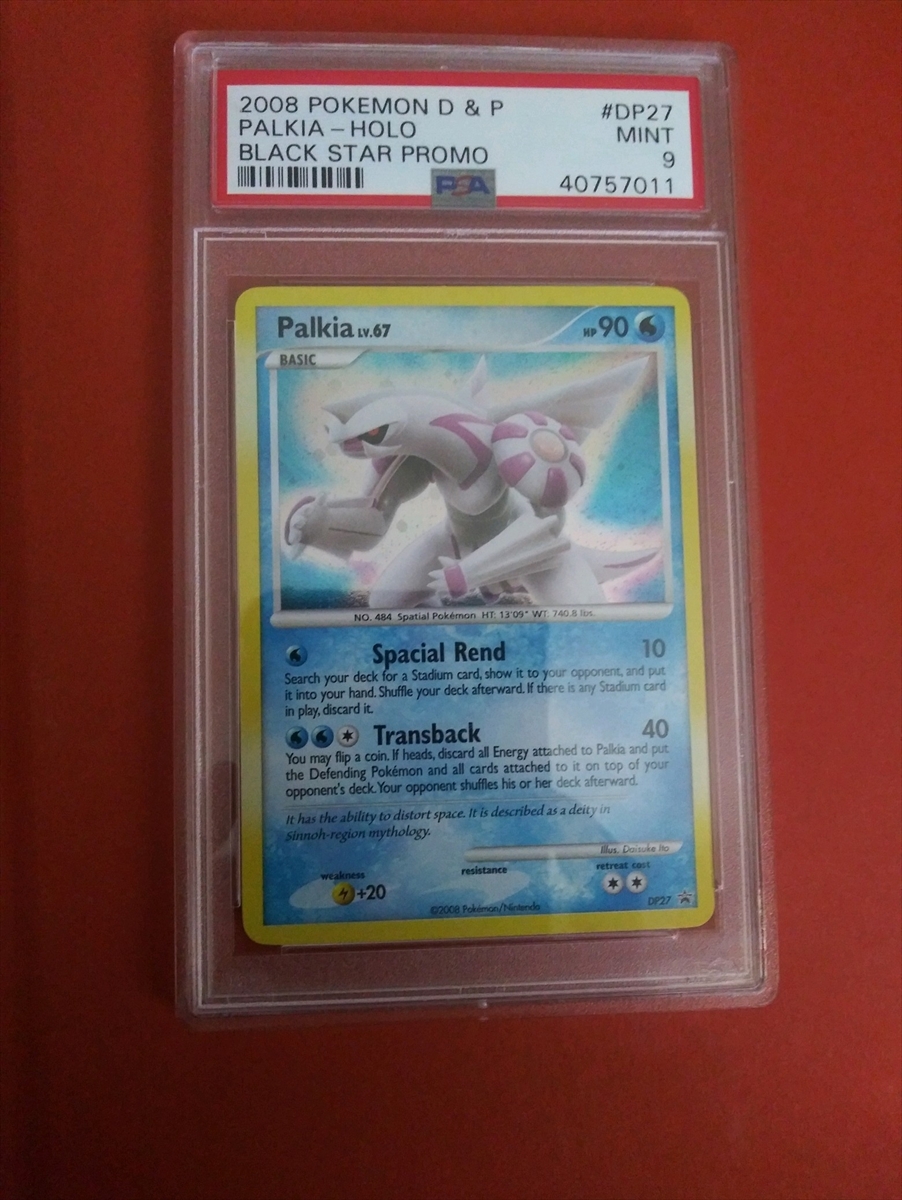 2008 POKEMON D & P #DP27
PALKIA - HOLO MINT
BLACK STAR PROMO 9
PSA 40757011
Palkia LV.67 HP 90
BASIC
NO. 484 Spatial Pokémon HT: 13'09" WT: 740.8 lbs.
Spacial Rend 10
Search your deck for a Stadium card, show it to your opponent, and put
it into your hand. Shuffle your deck afterward. If there is any Stadium card
in play, discard it.
Transback 40
You may flip a coin. If heads, discard all Energy attached to Palkia and put
the Defending Pokémon and all cards attached to it on top of your
opponent's deck. Your opponent shuffles his or her deck afterward.
It has the ability to distort space. It is described as a deity in
Sinnoh-region mythology.
Illus. Daisuke Ito
weakness resistance retreat cost
+20
©2008 Pokémon/Nintendo DP27